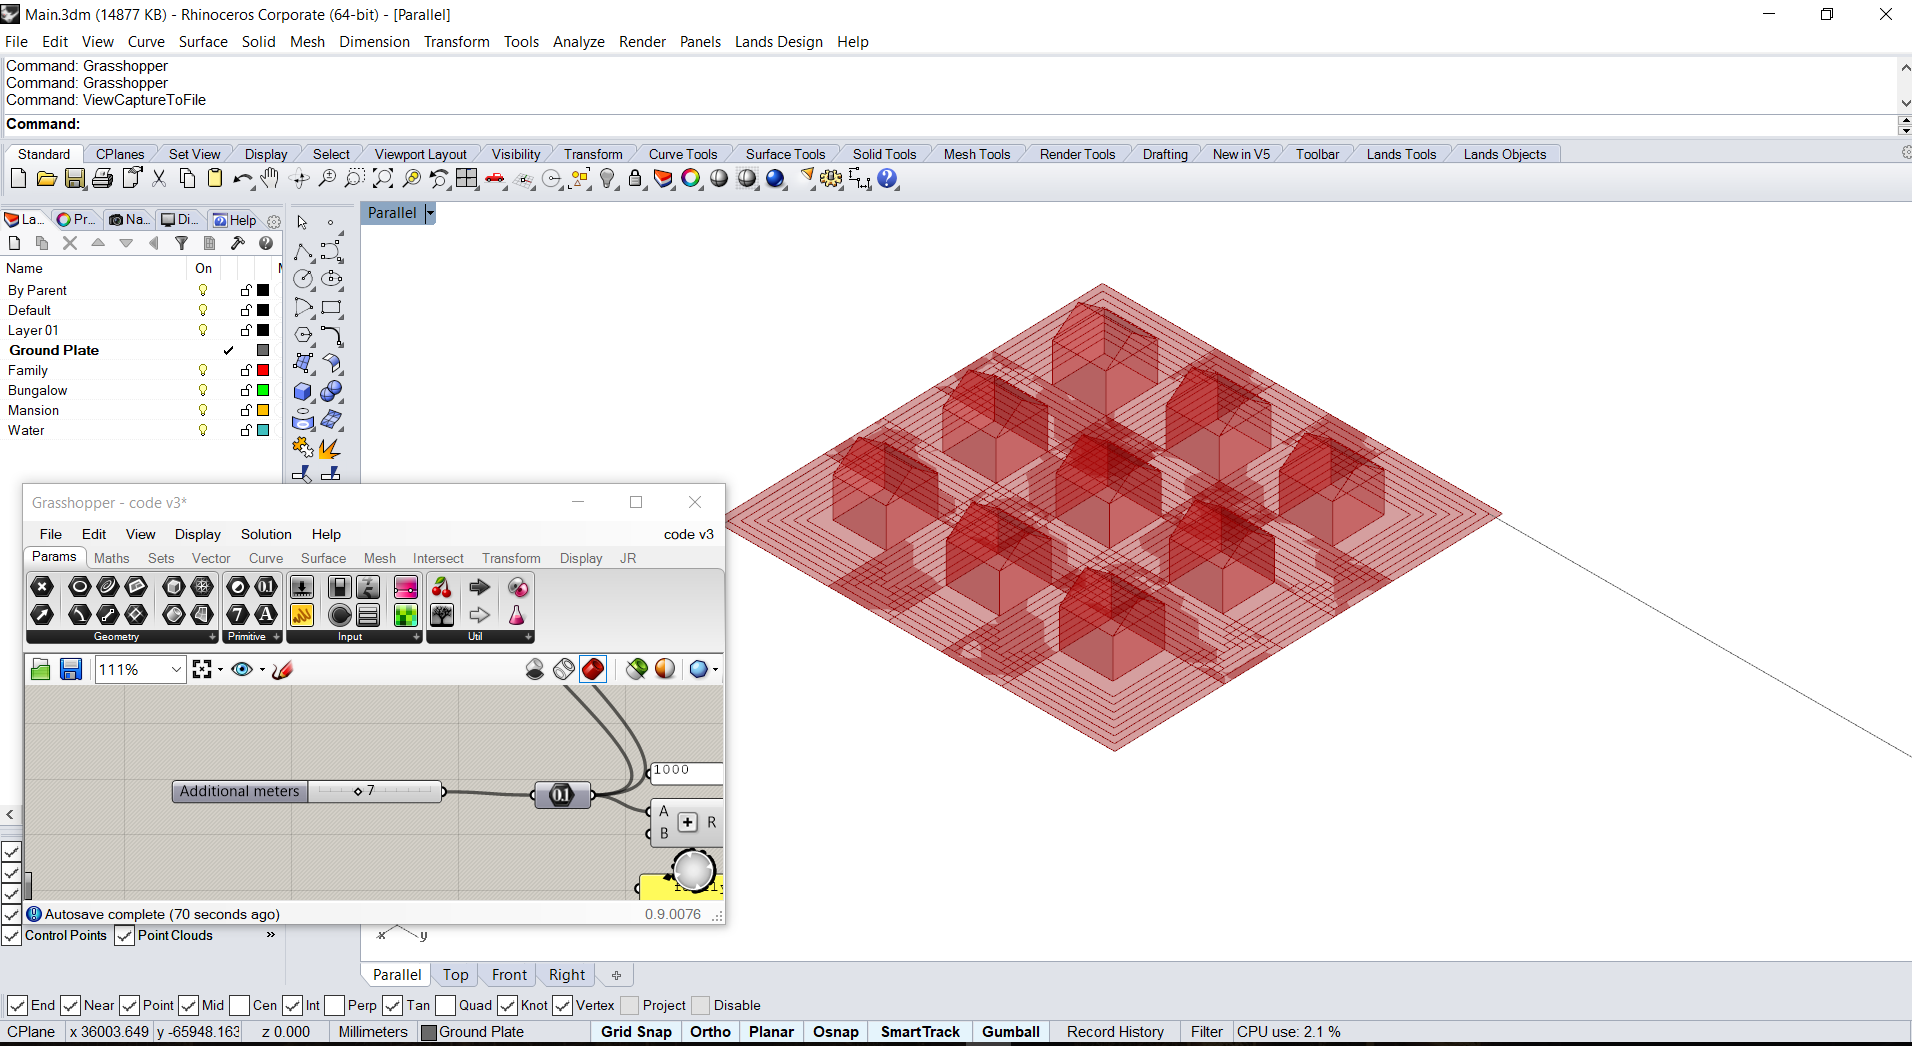 Main.3dm (14877 KB) - Rhinoceros Corporate (64-bit) - [Parallel]
File Edit View Curve Surface Solid Mesh Dimension Transform Tools Analyze Render Panels Lands Design Help
Command: Grasshopper
Command: Grasshopper
Command: ViewCaptureToFile
Command:
Standard CPlanes Set View Display Select Viewport Layout Visibility Transform Curve Tools Surface Tools Solid Tools Mesh Tools Render Tools Drafting New in V5 Toolbar Lands Tools Lands Objects
La... Pr... Na... Di... Help
Parallel
Name On
By Parent
Default
Layer 01
Ground Plate
Family
Bungalow
Mansion
Water
Grasshopper - code v3*
File Edit View Display Solution Help code v3
Params Maths Sets Vector Curve Surface Mesh Intersect Transform Display JR
Geometry Primitive Input Util
111%
1000
Additional meters 7
A
B
R
Autosave complete (70 seconds ago) 0.9.0076
Control Points Point Clouds »
x y
Parallel Top Front Right
End Near Point Mid Cen Int Perp Tan Quad Knot Vertex Project Disable
CPlane x 36003.649 y -65948.163 z 0.000 Millimeters Ground Plate Grid Snap Ortho Planar Osnap SmartTrack Gumball Record History Filter CPU use: 2.1 %